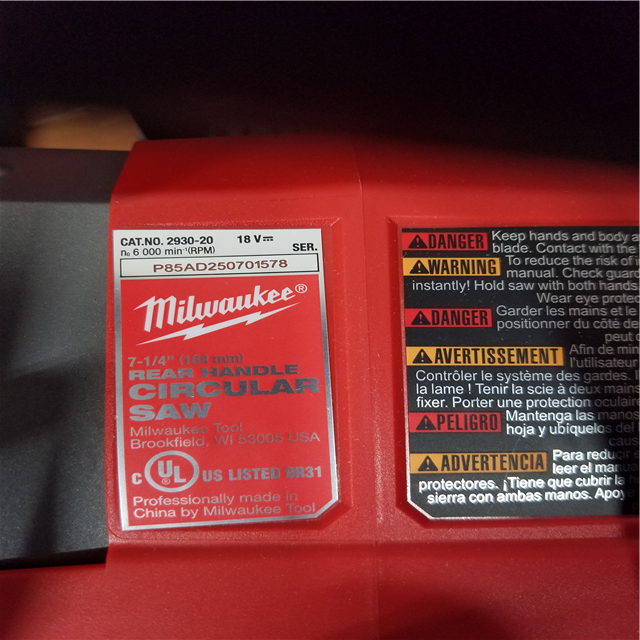 CAT.NO. 2930-20 18 V
n₀ 6 000 min⁻¹(RPM) SER.
P85AD250701578
Milwaukee®
7-1/4" (184 mm)
REAR HANDLE
CIRCULAR
SAW
Milwaukee Tool
Brookfield, WI 53005 USA
C UL US LISTED 9R31
Professionally made in
China by Milwaukee Tool
DANGER Keep hands and body a
blade. Contact with the
WARNING To reduce the risk of i
manual. Check guard
instantly! Hold saw with both hands
Wear eye prote
DANGER Garder les mains et le
positionner du côté de
peut
AVERTISSEMENT Afin de min
l'utilisateur
Contrôler le système des gardes.
la lame ! Tenir la scie à deux mains
fixer. Porter une protection oculaire
PELIGRO Mantenga las manos
hoja y ubíquelos del
caus
ADVERTENCIA Para reducir
leer el manu
protectores. ¡Tiene que cubrir la
sierra con ambas manos. Apoy